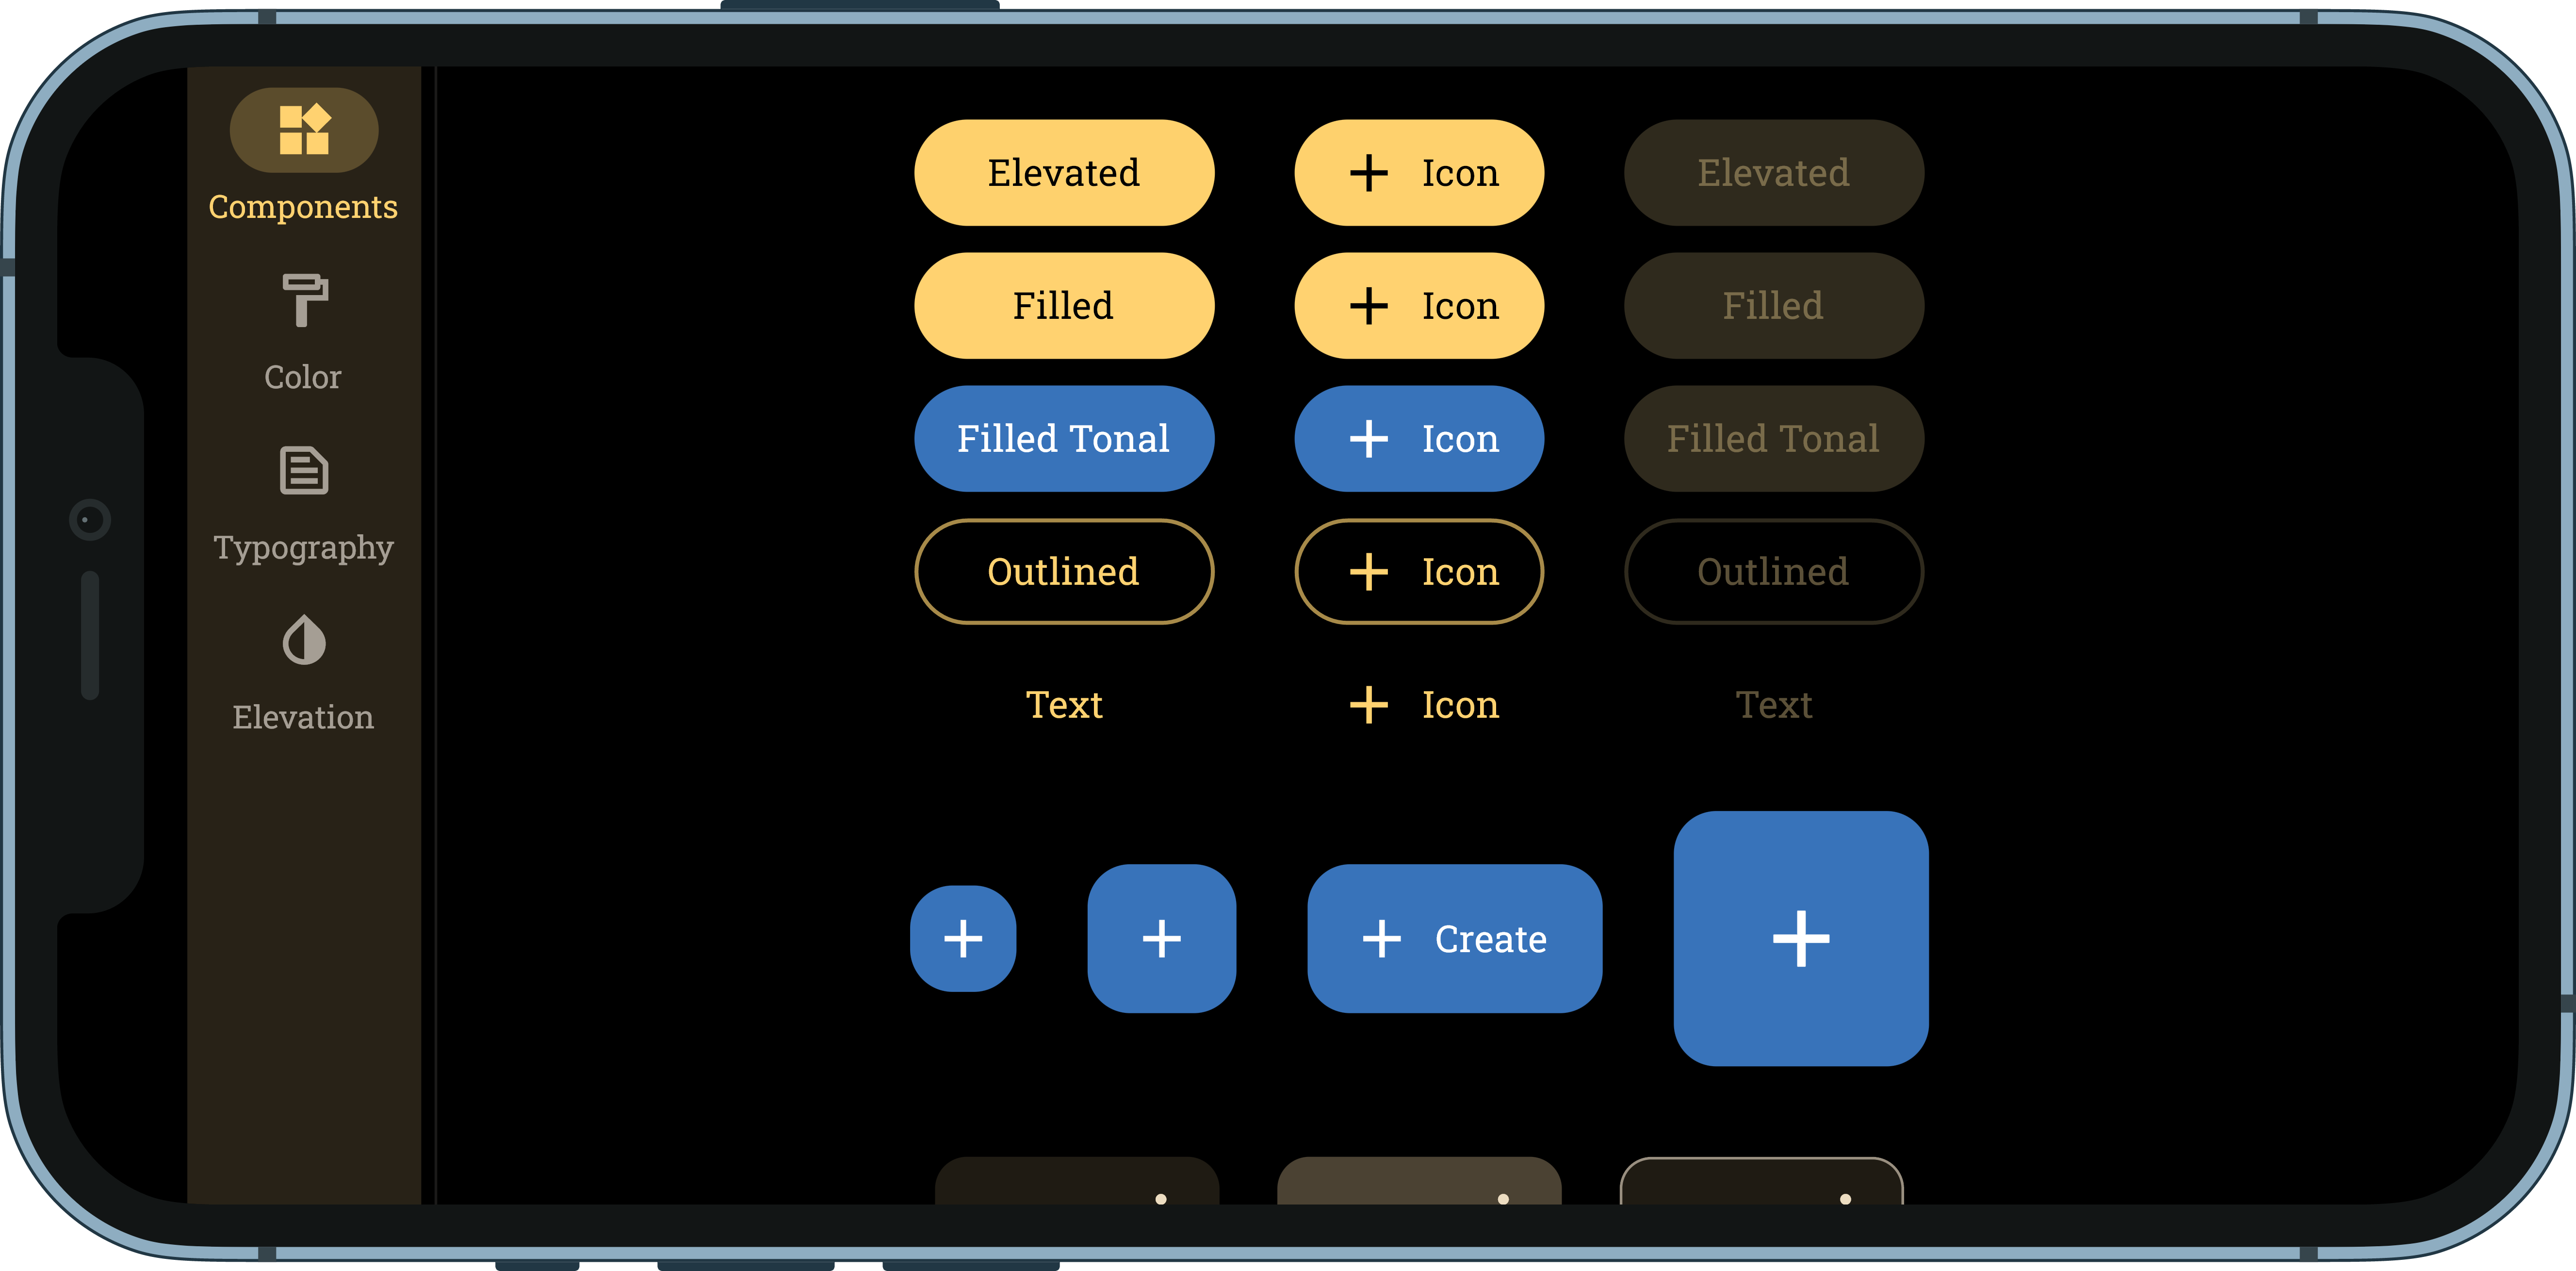 Components
Color
Typography
Elevation
Elevated Icon Elevated
Filled Icon Filled
Filled Tonal Icon Filled Tonal
Outlined Icon Outlined
Text Icon Text
Create